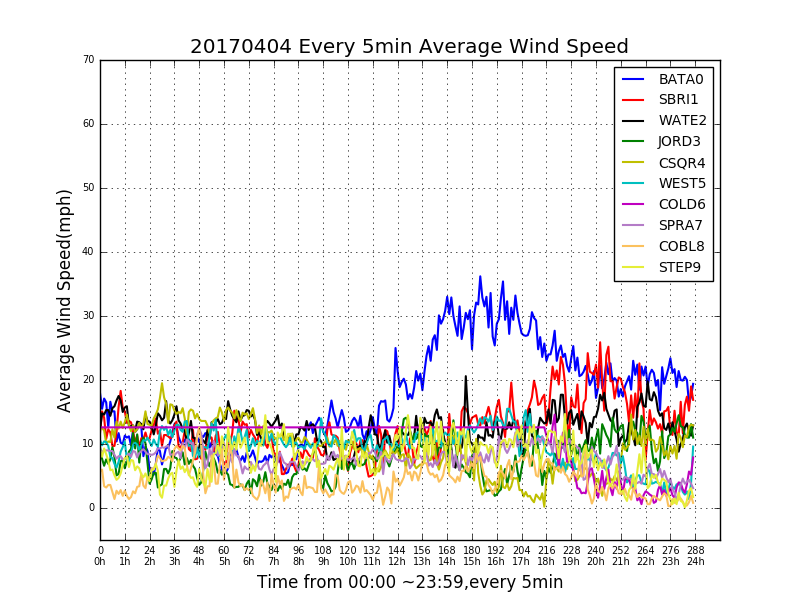 20170404 Every 5min Average Wind Speed
70
60
50
40
30
20
10
0
Average Wind Speed(mph)
BATA0
SBRI1
WATE2
JORD3
CSQR4
WEST5
COLD6
SPRA7
COBL8
STEP9
0 12 24 36 48 60 72 84 96 108 120 132 144 156 168 180 192 204 216 228 240 252 264 276 288
0h 1h 2h 3h 4h 5h 6h 7h 8h 9h 10h 11h 12h 13h 14h 15h 16h 17h 18h 19h 20h 21h 22h 23h 24h
Time from 00:00 ~23:59,every 5min